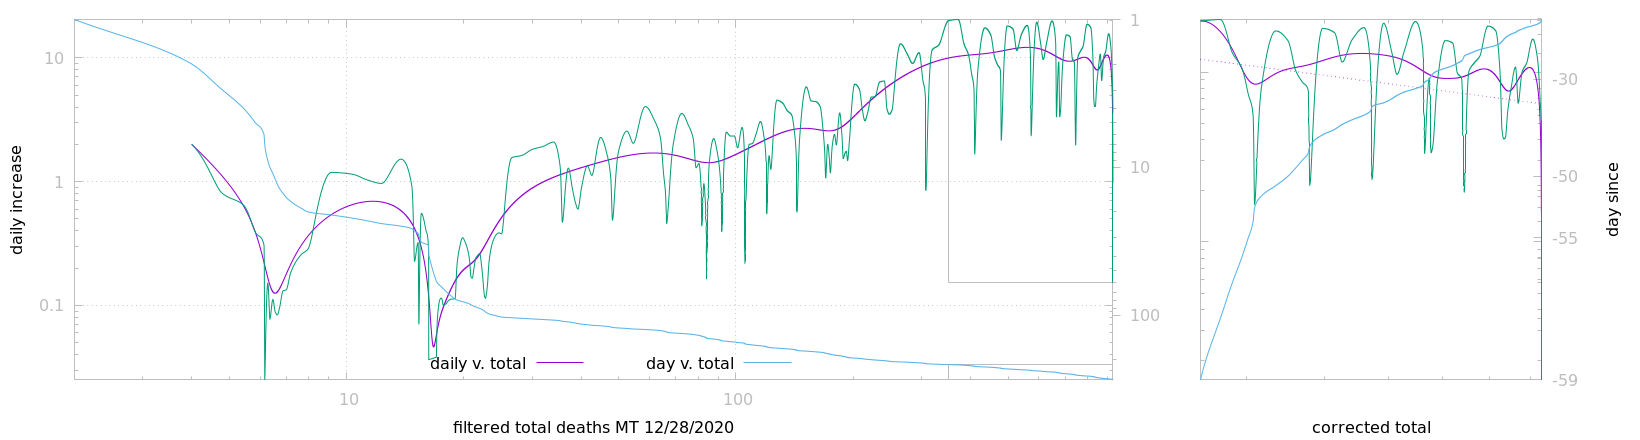 daily increase
10
1
0.1
10
100
1
10
100
daily v. total
day v. total
filtered total deaths MT 12/28/2020
-30
-50
-55
-59
day since
corrected total